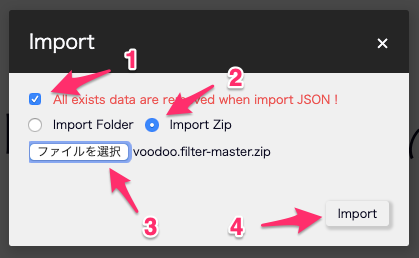 Import ×
1
All exists data are removed when import JSON !
2
Import Folder Import Zip
ファイルを選択 voodoo.filter-master.zip
3
4 Import